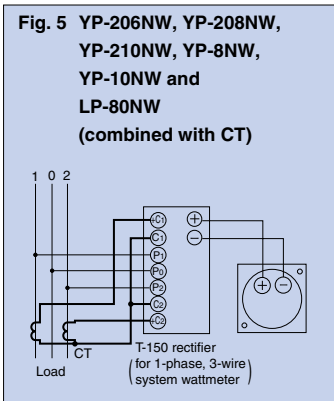 Fig. 5 YP-206NW, YP-208NW,
YP-210NW, YP-8NW,
YP-10NW and
LP-80NW
(combined with CT)
1 0 2
+C1
C1
P1
P0
P2
C2
+C2
+
−
+ −
CT
Load
T-150 rectifier
(for 1-phase, 3-wire
system wattmeter)